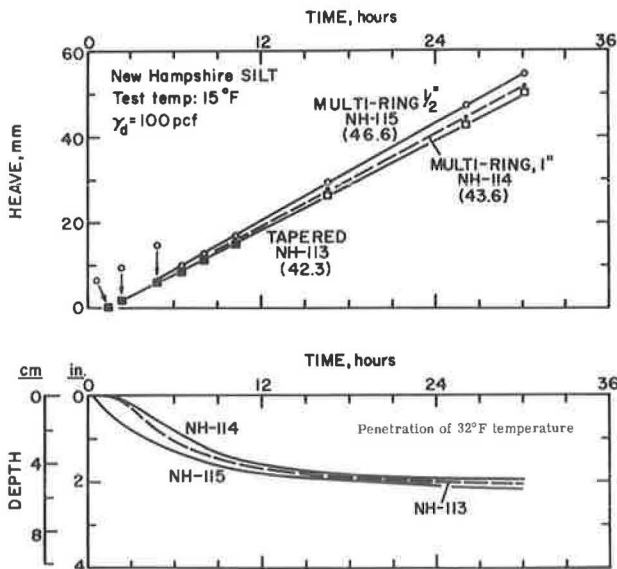 TIME, hours
0 12 24 36
60
40
20
0
HEAVE, mm
New Hampshire SILT
Test temp: 15°F
γd = 100 pcf
MULTI-RING 1/2"
NH-115
(46.6)
MULTI-RING, 1"
NH-114
(43.6)
TAPERED
NH-113
(42.3)
TIME, hours
cm in.
0 0 12 24 36
4 2
8 4
DEPTH
NH-114
NH-115
NH-113
Penetration of 32°F temperature